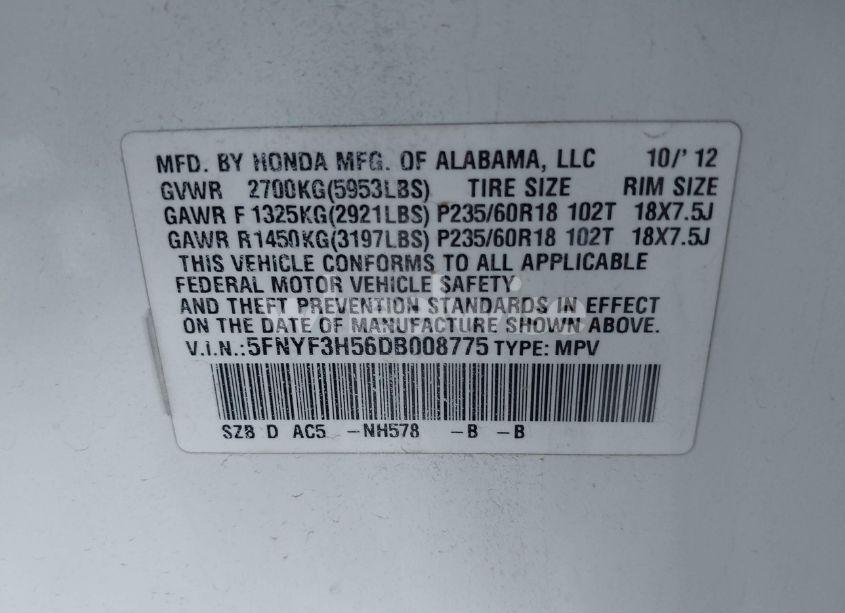 MFD. BY HONDA MFG. OF ALABAMA, LLC 10/'12
GVWR 2700KG(5953LBS) TIRE SIZE RIM SIZE
GAWR F 1325KG(2921LBS) P235/60R18 102T 18X7.5J
GAWR R1450KG(3197LBS) P235/60R18 102T 18X7.5J
THIS VEHICLE CONFORMS TO ALL APPLICABLE
FEDERAL MOTOR VEHICLE SAFETY
AND THEFT PREVENTION STANDARDS IN EFFECT
ON THE DATE OF MANUFACTURE SHOWN ABOVE.
V.I.N.:5FNYF3H56DB008775 TYPE: MPV
SZB D AC5 -NH578 -B -B